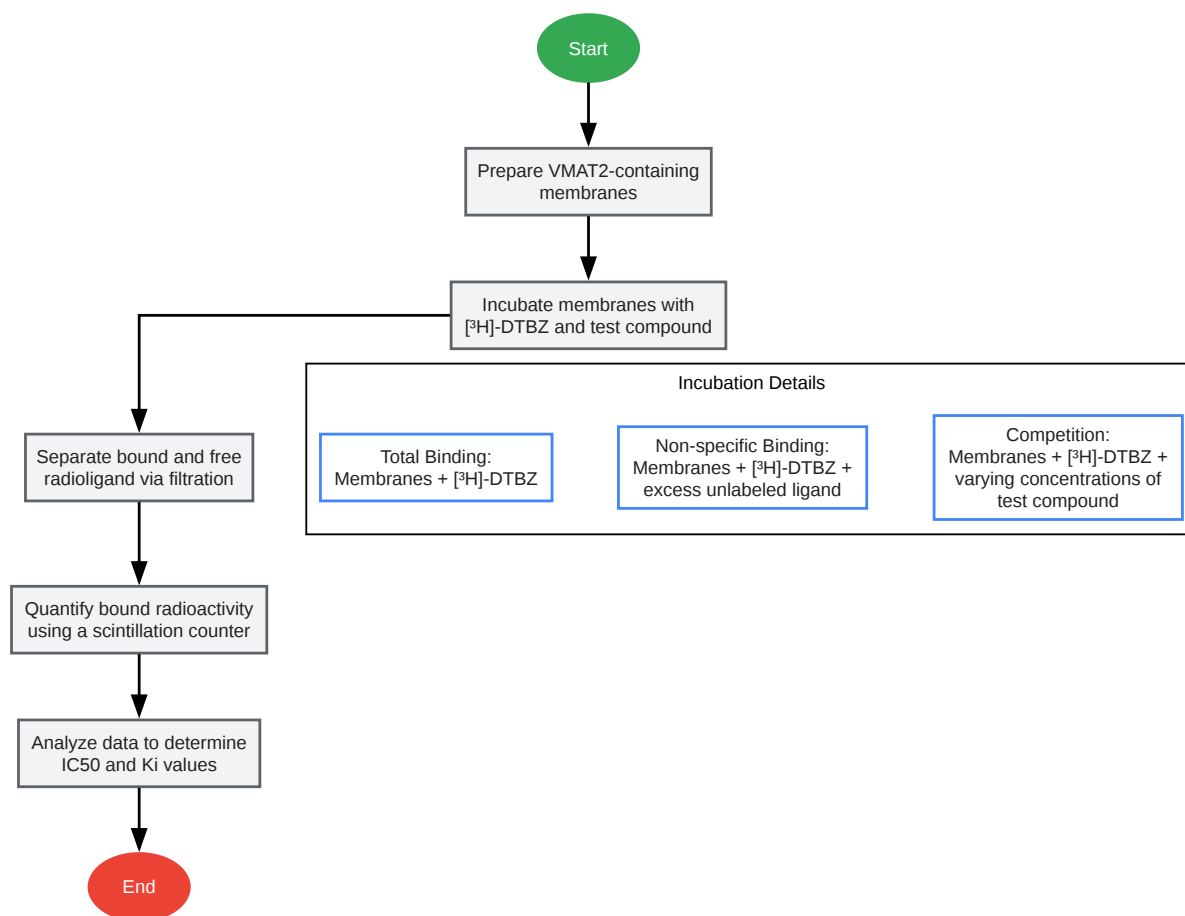 Start
Prepare VMAT2-containing
membranes
Incubate membranes with
[³H]-DTBZ and test compound
Incubation Details
Total Binding:
Membranes + [³H]-DTBZ
Non-specific Binding:
Membranes + [³H]-DTBZ +
excess unlabeled ligand
Competition:
Membranes + [³H]-DTBZ +
varying concentrations of
test compound
Separate bound and free
radioligand via filtration
Quantify bound radioactivity
using a scintillation counter
Analyze data to determine
IC50 and Ki values
End